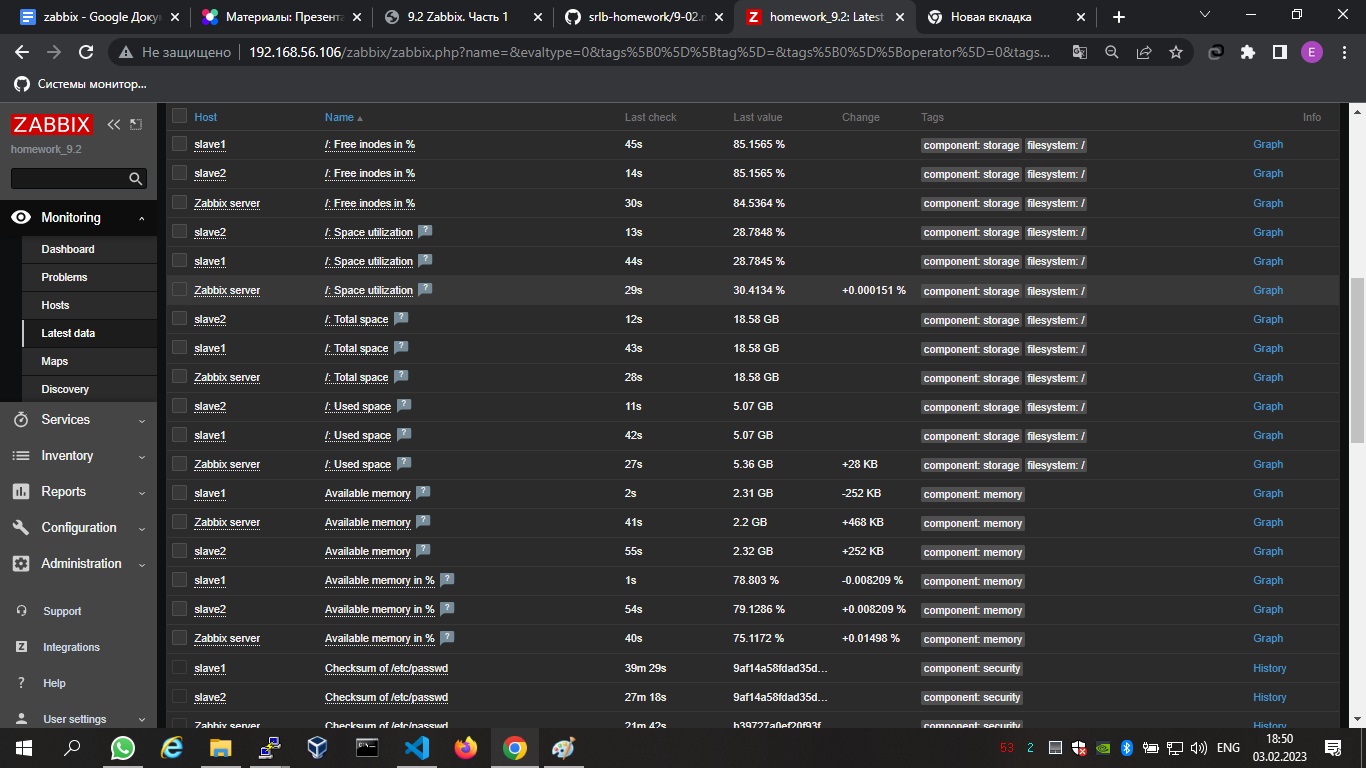 zabbix - Google Доку
Материалы: Презента
9.2 Zabbix. Часть 1
srlb-homework/9-02.
homework_9.2: Latest
Новая вкладка
Не защищено 192.168.56.106/zabbix/zabbix.php?name=&evaltype=0&tags%5B0%5D%5Btag%5D=&tags%5B0%5D%5Boperator%5D=0&tags...
E
Системы монитор...
ZABBIX
homework_9.2
Monitoring
Dashboard
Problems
Hosts
Latest data
Maps
Discovery
Services
Inventory
Reports
Configuration
Administration
Support
Integrations
Help
User settings
Host Name Last check Last value Change Tags Info
slave1 /: Free inodes in % 45s 85.1565 % component: storage filesystem: / Graph
slave2 /: Free inodes in % 14s 85.1565 % component: storage filesystem: / Graph
Zabbix server /: Free inodes in % 30s 84.5364 % component: storage filesystem: / Graph
slave2 /: Space utilization ? 13s 28.7848 % component: storage filesystem: / Graph
slave1 /: Space utilization ? 44s 28.7845 % component: storage filesystem: / Graph
Zabbix server /: Space utilization ? 29s 30.4134 % +0.000151 % component: storage filesystem: / Graph
slave2 /: Total space ? 12s 18.58 GB component: storage filesystem: / Graph
slave1 /: Total space ? 43s 18.58 GB component: storage filesystem: / Graph
Zabbix server /: Total space ? 28s 18.58 GB component: storage filesystem: / Graph
slave2 /: Used space ? 11s 5.07 GB component: storage filesystem: / Graph
slave1 /: Used space ? 42s 5.07 GB component: storage filesystem: / Graph
Zabbix server /: Used space ? 27s 5.36 GB +28 KB component: storage filesystem: / Graph
slave1 Available memory ? 2s 2.31 GB -252 KB component: memory Graph
Zabbix server Available memory ? 41s 2.2 GB +468 KB component: memory Graph
slave2 Available memory ? 55s 2.32 GB +252 KB component: memory Graph
slave1 Available memory in % ? 1s 78.803 % -0.008209 % component: memory Graph
slave2 Available memory in % ? 54s 79.1286 % +0.008209 % component: memory Graph
Zabbix server Available memory in % ? 40s 75.1172 % +0.01498 % component: memory Graph
slave1 Checksum of /etc/passwd 39m 29s 9af14a58fdad35d... component: security History
slave2 Checksum of /etc/passwd 27m 18s 9af14a58fdad35d... component: security History
Zabbix server Checksum of /etc/passwd 21m 42s component: security History
53 2 ENG 18:50
03.02.2023